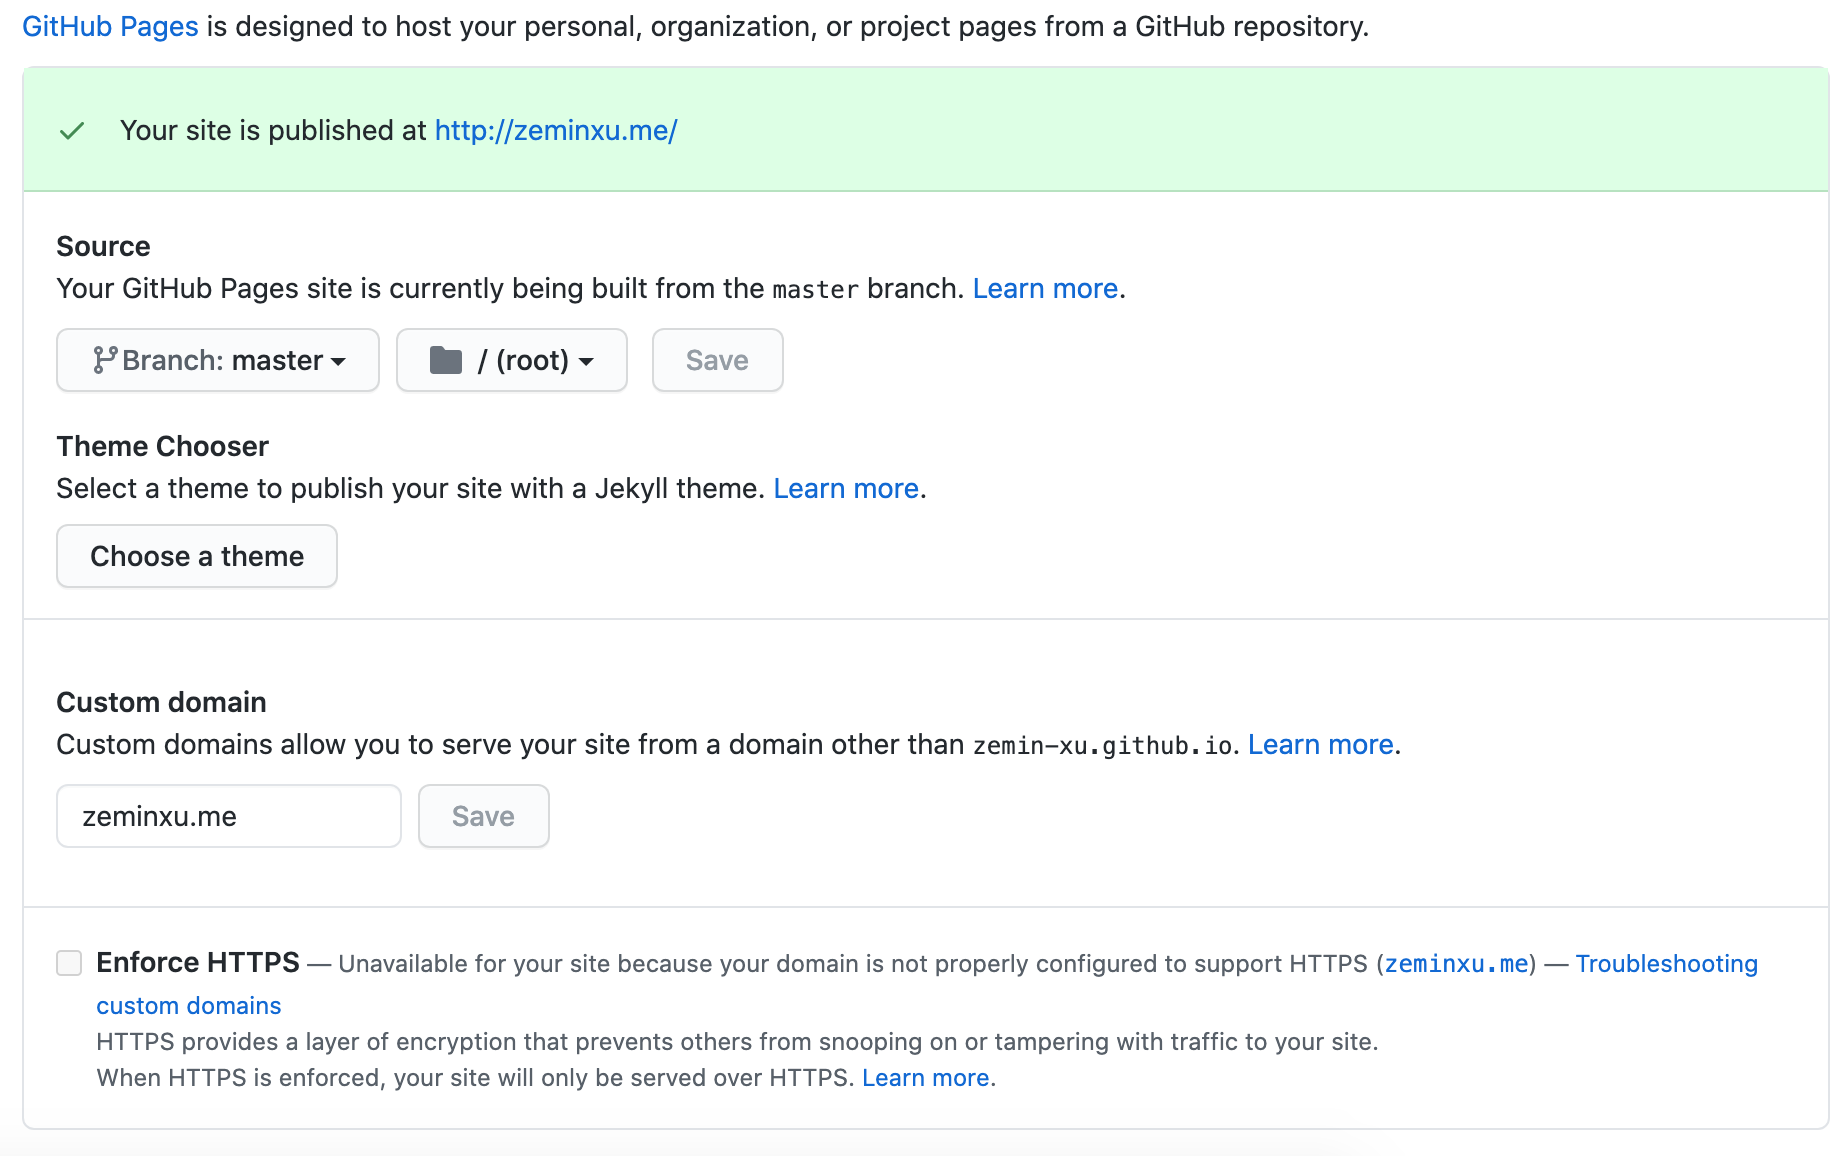 GitHub Pages is designed to host your personal, organization, or project pages from a GitHub repository.
Your site is published at http://zeminxu.me/
Source
Your GitHub Pages site is currently being built from the master branch. Learn more.
Branch: master
/ (root)
Save
Theme Chooser
Select a theme to publish your site with a Jekyll theme. Learn more.
Choose a theme
Custom domain
Custom domains allow you to serve your site from a domain other than zemin-xu.github.io. Learn more.
zeminxu.me
Save
Enforce HTTPS — Unavailable for your site because your domain is not properly configured to support HTTPS (zeminxu.me) — Troubleshooting
custom domains
HTTPS provides a layer of encryption that prevents others from snooping on or tampering with traffic to your site.
When HTTPS is enforced, your site will only be served over HTTPS. Learn more.